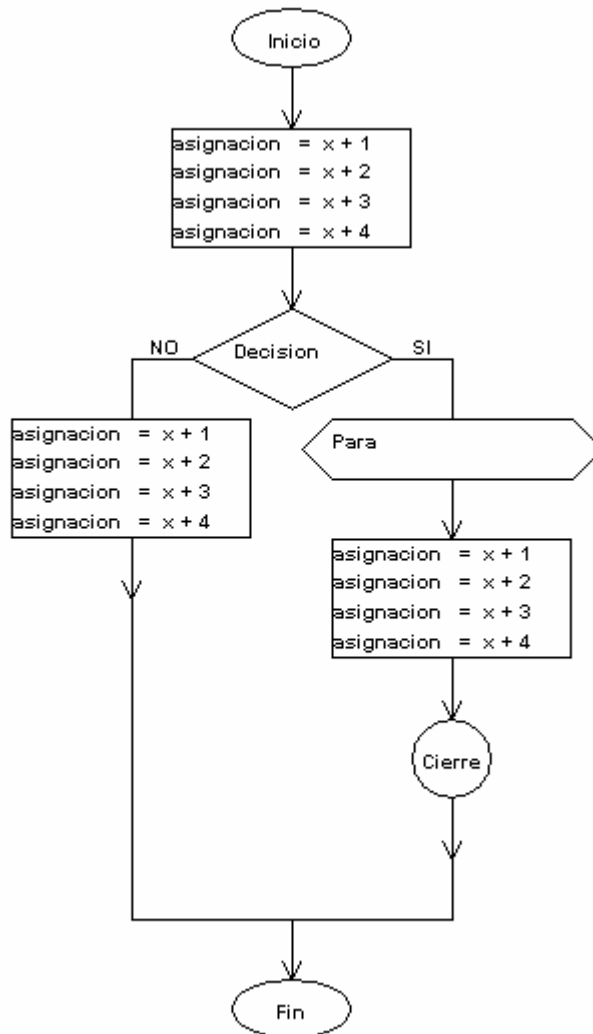 Inicio
asignacion = x + 1
asignacion = x + 2
asignacion = x + 3
asignacion = x + 4
NO
Decision
SI
asignacion = x + 1
asignacion = x + 2
asignacion = x + 3
asignacion = x + 4
Para
asignacion = x + 1
asignacion = x + 2
asignacion = x + 3
asignacion = x + 4
Cierre
Fin